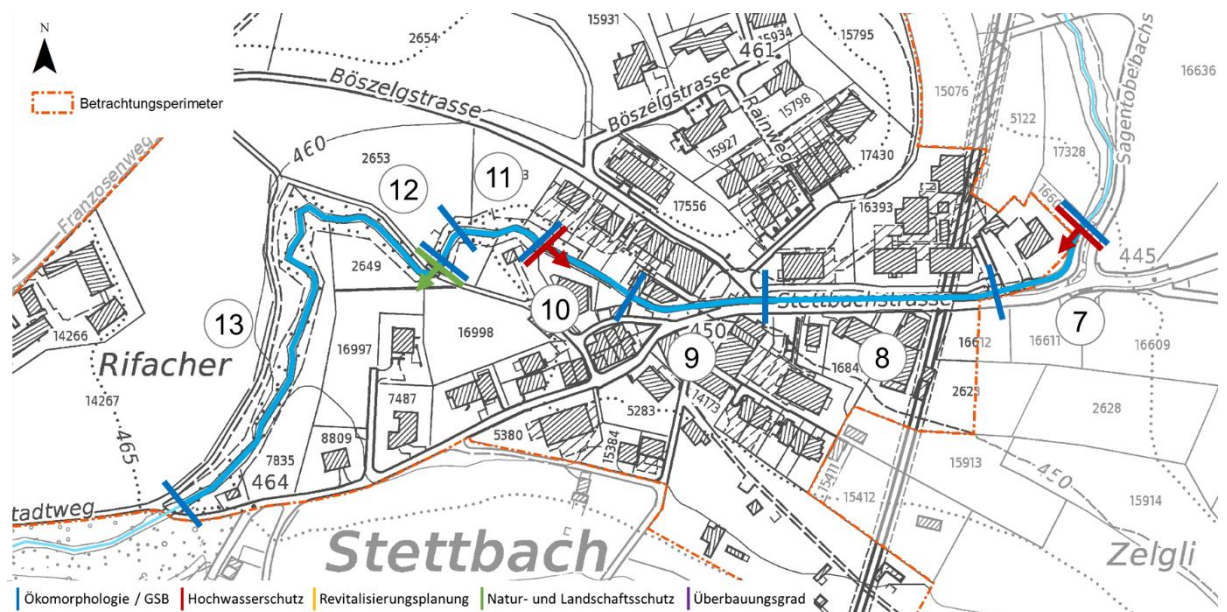 N
Betrachtungsperimeter
Franzosenweg
2654
15931
15934
461
15795
15076
16636
5122
17328
Sagentobelbachs
Böszelgstrasse
Böszelgstrasse
Rainweg
15798
15927
460
2653
12
11
17556
17430
16393
445
2649
13
10
Stettbachstrasse
7
14266
Rifacher
14267
465
16998
16997
7487
450
9
8
16612
16611
16609
2628
14173
5283
15384
5380
8809
7835
464
15411
15412
15913
450
15914
stadtweg
Stettbach
Zelgli
Ökomorphologie / GSB
Hochwasserschutz
Revitalisierungsplanung
Natur- und Landschaftsschutz
Überbauungsgrad